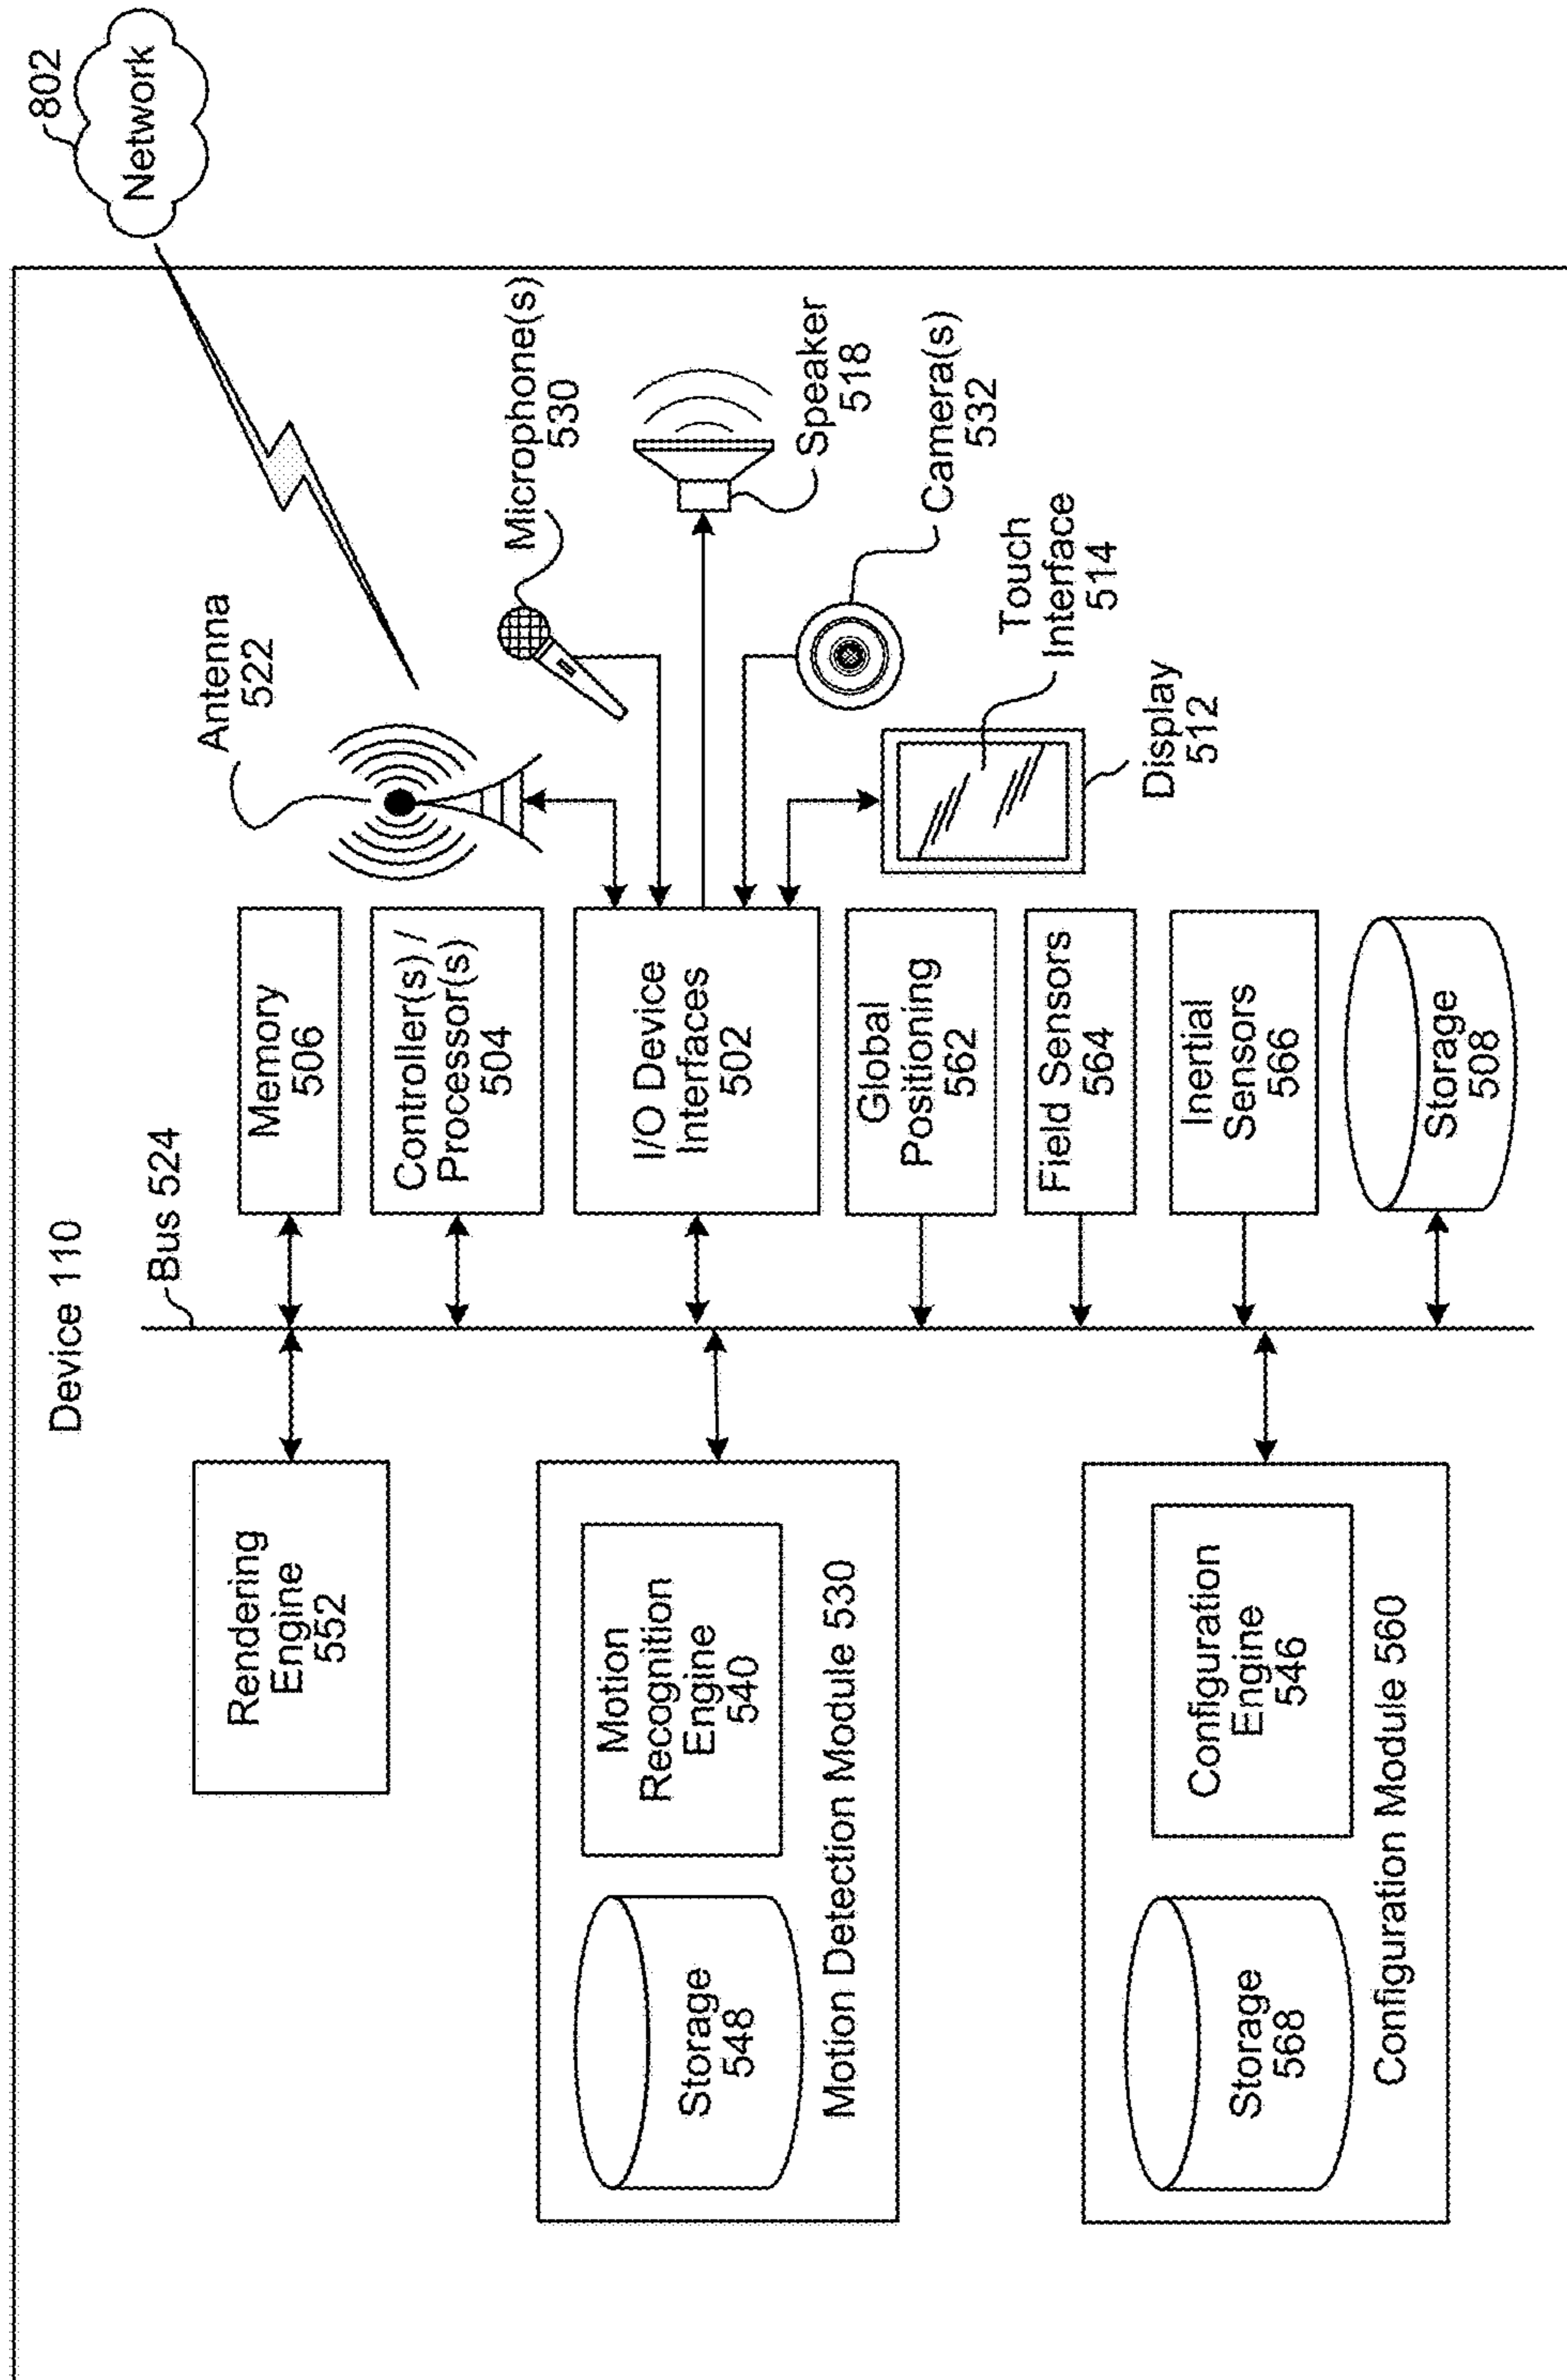 Device 110
Bus 524
Rendering
Engine
552
Motion
Recognition
Engine
540
Storage
548
Motion Detection Module 530
Configuration
Engine
546
Storage
568
Configuration Module 560
Memory
506
Controller(s) /
Processor(s)
504
I/O Device
Interfaces
502
Global
Positioning
562
Field Sensors
564
Inertial
Sensors
566
Storage
508
Antenna
522
Microphone(s)
530
Speaker
518
Camera(s)
532
Touch
Interface
514
Display
512
Network
802